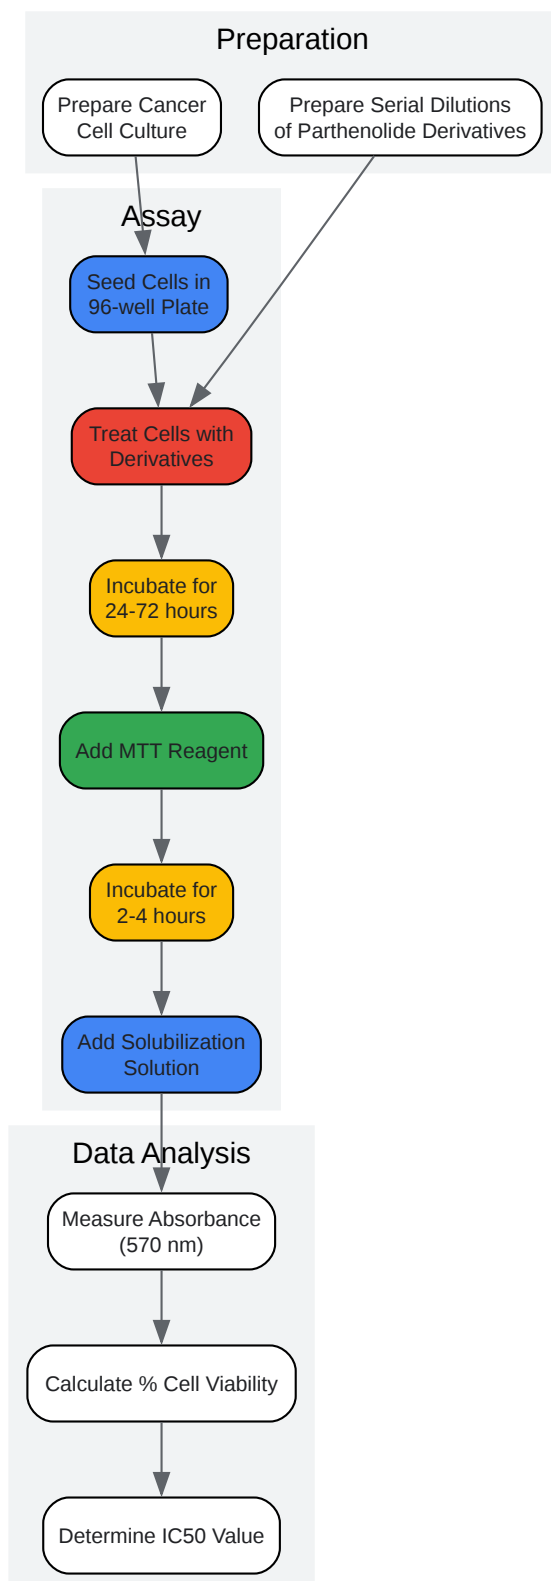 Preparation
Prepare Cancer
Cell Culture
Prepare Serial Dilutions
of Parthenolide Derivatives
Assay
Seed Cells in
96-well Plate
Treat Cells with
Derivatives
Incubate for
24-72 hours
Add MTT Reagent
Incubate for
2-4 hours
Add Solubilization
Solution
Data Analysis
Measure Absorbance
(570 nm)
Calculate % Cell Viability
Determine IC50 Value